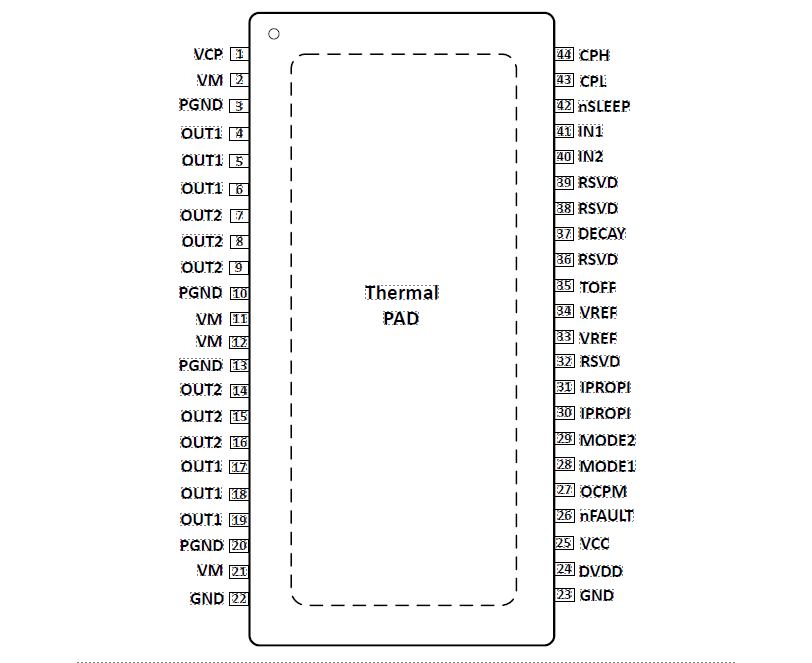 VCP 1
VM 2
PGND 3
OUT1 4
OUT1 5
OUT1 6
OUT2 7
OUT2 8
OUT2 9
PGND 10
VM 11
VM 12
PGND 13
OUT2 14
OUT2 15
OUT2 16
OUT1 17
OUT1 18
OUT1 19
PGND 20
VM 21
GND 22
Thermal
PAD
44 CPH
43 CPL
42 nSLEEP
41 IN1
40 IN2
39 RSVD
38 RSVD
37 DECAY
36 RSVD
35 TOFF
34 VREF
33 VREF
32 RSVD
31 IPROPI
30 IPROPI
29 MODE2
28 MODE1
27 OCPM
26 nFAULT
25 VCC
24 DVDD
23 GND